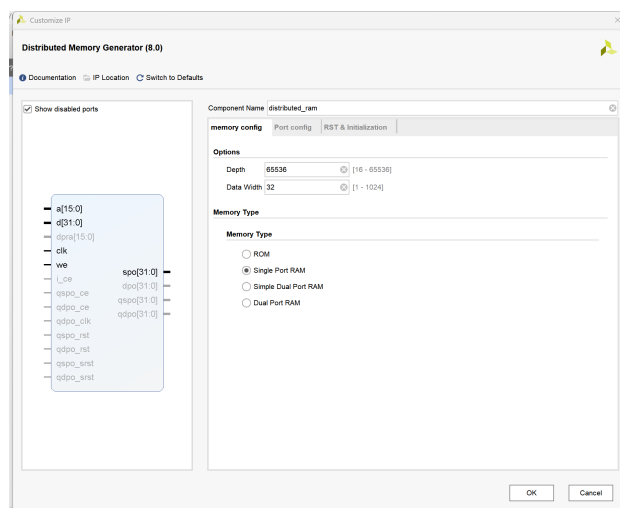 Customize IP
Distributed Memory Generator (8.0)
Documentation IP Location Switch to Defaults
Show disabled ports
Component Name distributed_ram
memory config Port config RST & Initialization
Options
Depth 65536 [16 - 65536]
Data Width 32 [1 - 1024]
Memory Type
Memory Type
ROM
Single Port RAM
Simple Dual Port RAM
Dual Port RAM
a[15:0]
d[31:0]
dpra[15:0]
clk
we
i_ce
qspo_ce
qdpo_ce
qdpo_clk
qspo_rst
qdpo_rst
qspo_srst
qdpo_srst
spo[31:0]
dpo[31:0]
qspo[31:0]
qdpo[31:0]
OK Cancel